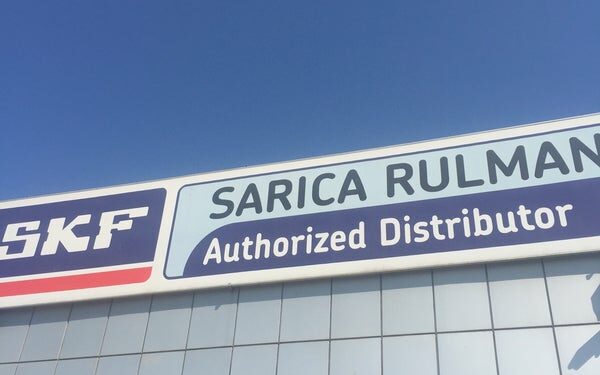 SKF
SARICA RULMAN
Authorized Distributor